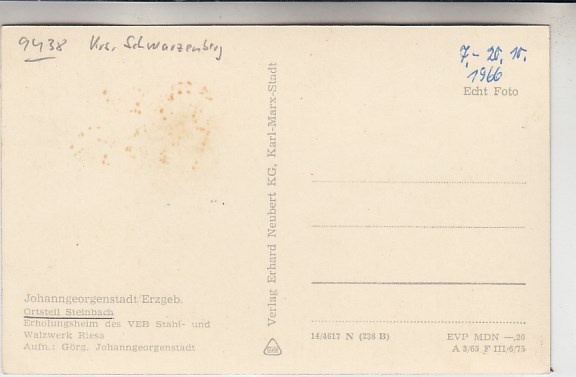 9438 Krs. Schwarzenberg
7.-20. 10.
1966
Echt Foto
Verlag Erhard Neubert KG, Karl-Marx-Stadt
Johanngeorgenstadt/Erzgeb.
Ortsteil Steinbach
Erholungsheim des VEB Stahl- und
Walzwerk Riesa
Aufn.: Görg, Johanngeorgenstadt
14/4617 N (238 B)
EVP MDN —,20
A 3/65 F III/6/75